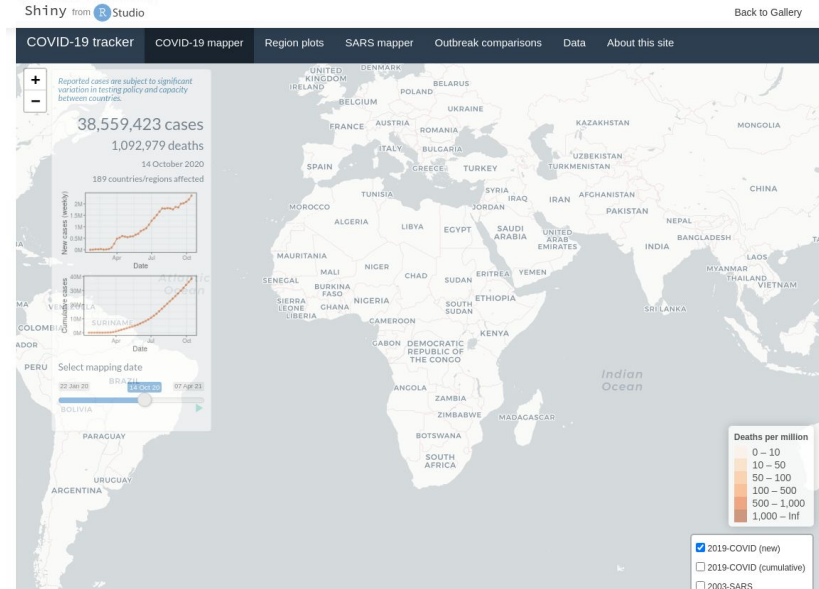 Shiny from R Studio
Back to Gallery
COVID-19 tracker
COVID-19 mapper
Region plots
SARS mapper
Outbreak comparisons
Data
About this site
+
−
Reported cases are subject to significant
variation in testing policy and capacity
between countries.
38,559,423 cases
1,092,979 deaths
14 October 2020
189 countries/regions affected
New cases (weekly)
2M
1.5M
1M
0.5M
0M
Apr
Jul
Oct
Date
Cumulative cases
40M
30M
20M
10M
0M
Apr
Jul
Oct
Date
Select mapping date
22 Jan 20
14 Oct 20
07 Apr 21
UNITED
KINGDOM
DENMARK
IRELAND
BELARUS
POLAND
BELGIUM
UKRAINE
FRANCE
AUSTRIA
ROMANIA
KAZAKHSTAN
MONGOLIA
ITALY
BULGARIA
UZBEKISTAN
SPAIN
GREECE
TURKEY
TURKMENISTAN
TUNISIA
SYRIA
IRAQ
IRAN
AFGHANISTAN
CHINA
MOROCCO
JORDAN
PAKISTAN
ALGERIA
LIBYA
EGYPT
SAUDI
ARABIA
UNITED
ARAB
EMIRATES
NEPAL
INDIA
BANGLADESH
MAURITANIA
MALI
NIGER
CHAD
SUDAN
ERITREA
YEMEN
LAOS
MYANMAR
THAILAND
VIETNAM
Atlantic
Ocean
SENEGAL
BURKINA
FASO
SIERRA
LEONE
LIBERIA
GHANA
NIGERIA
SOUTH
SUDAN
ETHIOPIA
SRI LANKA
VENEZUELA
CAMEROON
SURINAME
COLOMBIA
GABON
DEMOCRATIC
REPUBLIC OF
THE CONGO
KENYA
ADOR
PERU
BRAZIL
Indian
Ocean
ANGOLA
ZAMBIA
BOLIVIA
ZIMBABWE
MADAGASCAR
PARAGUAY
BOTSWANA
SOUTH
AFRICA
URUGUAY
ARGENTINA
Deaths per million
0 – 10
10 – 50
50 – 100
100 – 500
500 – 1,000
1,000 – Inf
2019-COVID (new)
2019-COVID (cumulative)
2003-SARS